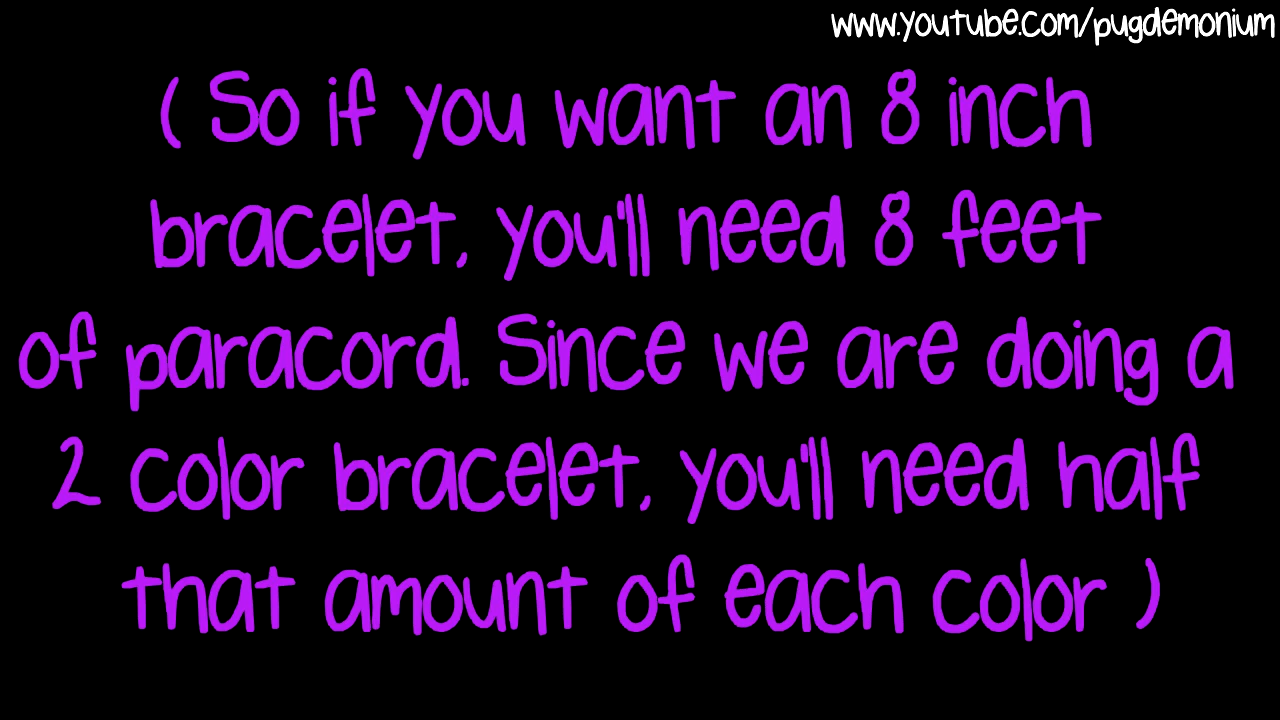 www.youtube.com/pugdemonium
( So if you want an 8 inch
bracelet, you'll need 8 feet
of paracord. Since we are doing a
2 color bracelet, you'll need half
that amount of each color )